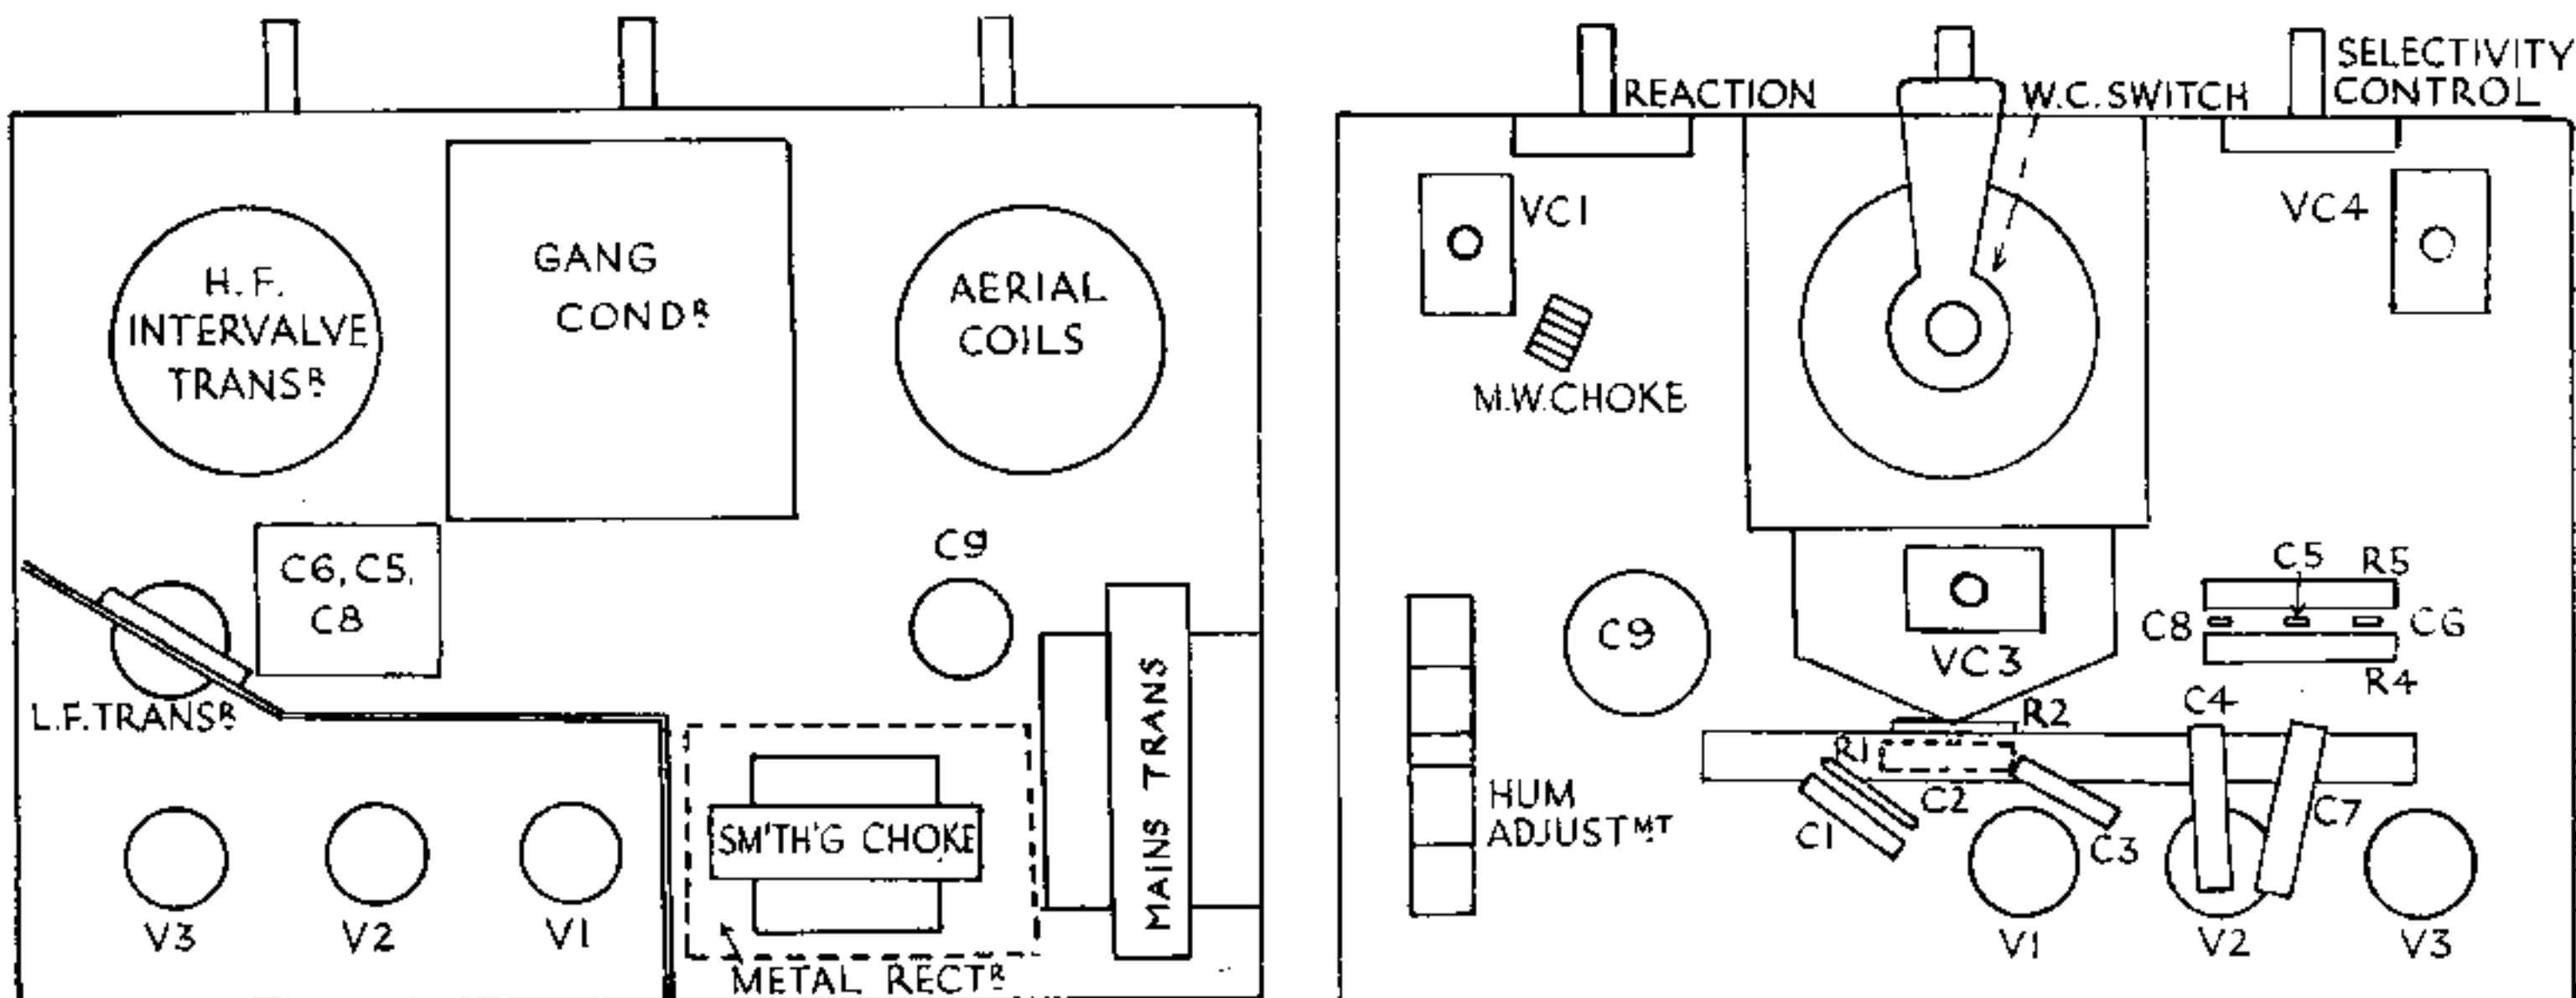 H.F.
INTERVALVE
TRANSR
GANG
CONDR
AERIAL
COILS
C6, C5,
C8
C9
L.F. TRANSR
MAINS TRANS
SM'TH'G CHOKE
V3
V2
V1
METAL RECTR
REACTION
W.C. SWITCH
SELECTIVITY
CONTROL
VC1
VC4
M.W. CHOKE
C9
VC3
C5
R5
C8
C6
R4
C4
R2
R1
HUM
ADJUSTMT
C2
C1
C3
C7
V1
V2
V3